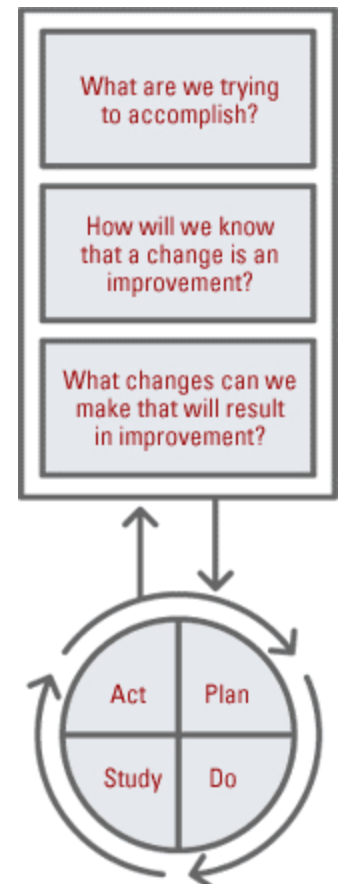 What are we trying
to accomplish?
How will we know
that a change is an
improvement?
What changes can we
make that will result
in improvement?
Act
Plan
Study
Do